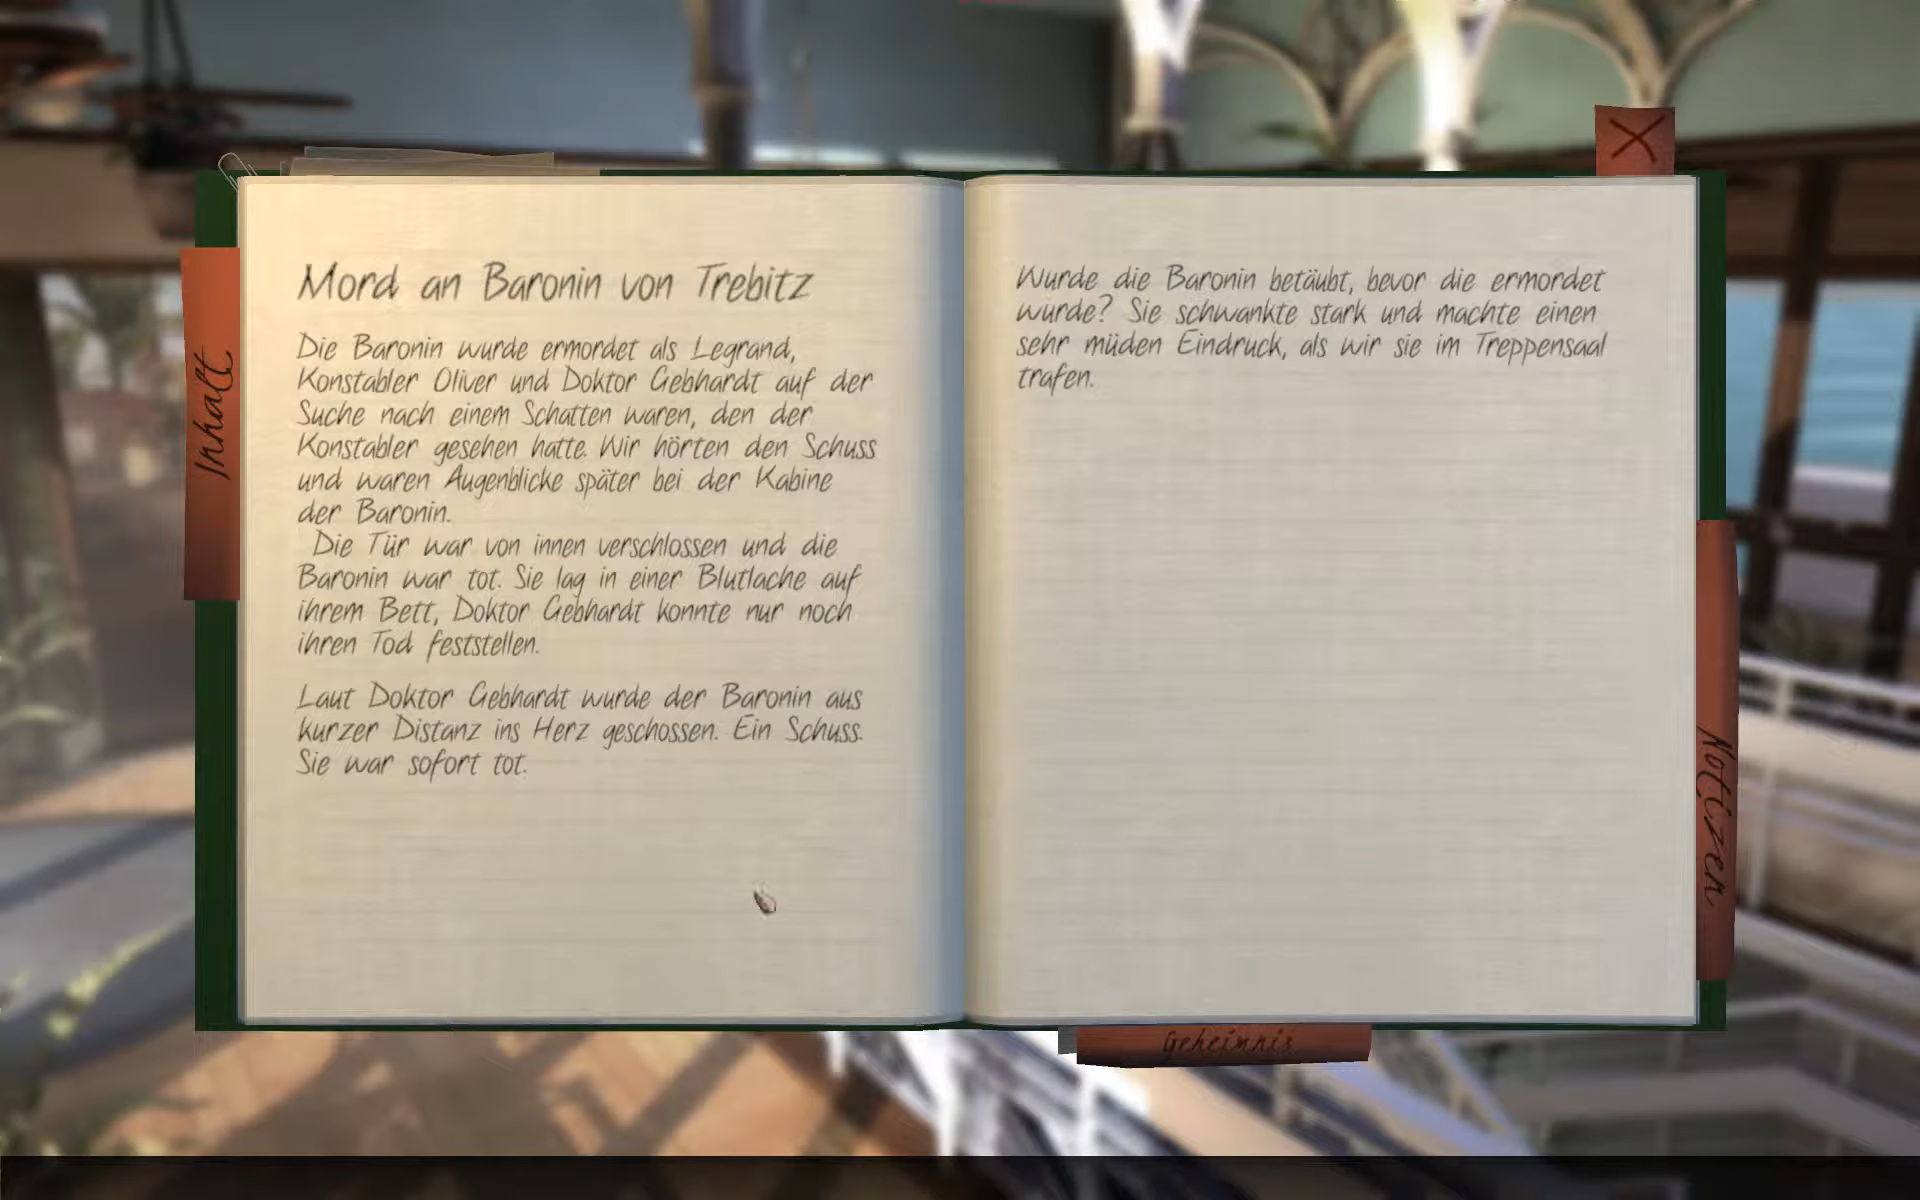 Mord an Baronin von Trebitz
Die Baronin wurde ermordet als Legrand,
Konstabler Oliver und Doktor Gebhardt auf der
Suche nach einem Schatten waren, den der
Konstabler gesehen hatte. Wir hörten den Schuss
und waren Augenblicke später bei der Kabine
der Baronin.
Die Tür war von innen verschlossen und die
Baronin war tot. Sie lag in einer Blutlache auf
ihrem Bett, Doktor Gebhardt konnte nur noch
ihren Tod feststellen.
Laut Doktor Gebhardt wurde der Baronin aus
kurzer Distanz ins Herz geschossen. Ein Schuss.
Sie war sofort tot.
Wurde die Baronin betäubt, bevor die ermordet
wurde? Sie schwankte stark und machte einen
sehr müden Eindruck, als wir sie im Treppensaal
trafen.
Inhalt
Notizen
Geheimnis
X